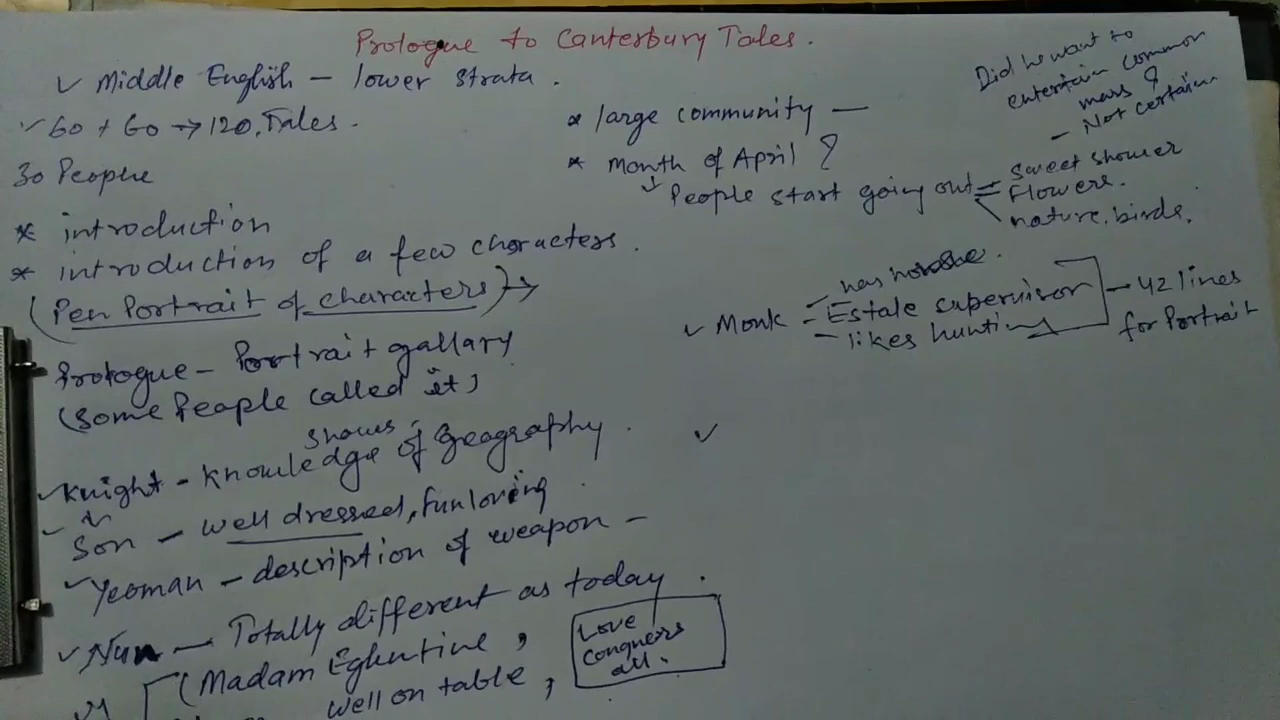 Prologue to Canterbury Tales.
✓ Middle English – lower strata.
✓ 60 + 60 → 120. Tales.
30 People
* introduction
* introduction of a few characters.
(Pen Portrait of characters) →
Prologue – Portrait gallary
(Some People called it)
shows
✓ Knight – knowledge of Geography.
✓ Son – well dressed, fun loving.
✓ Yeoman – description of weapon –
✓ Nun – Totally different as today.
(Madam Eglentine,
well on table,
Love
conquers
all.
* large community —
* Month of April ?
↓ People start going out = sweet shower
Flowers.
nature, birds.
Did he want to
entertain common
mass ?
– Not certain
✓ Monk – has horse.
– Estate supervisor
– likes hunting
– 42 lines
for Portrait
✓